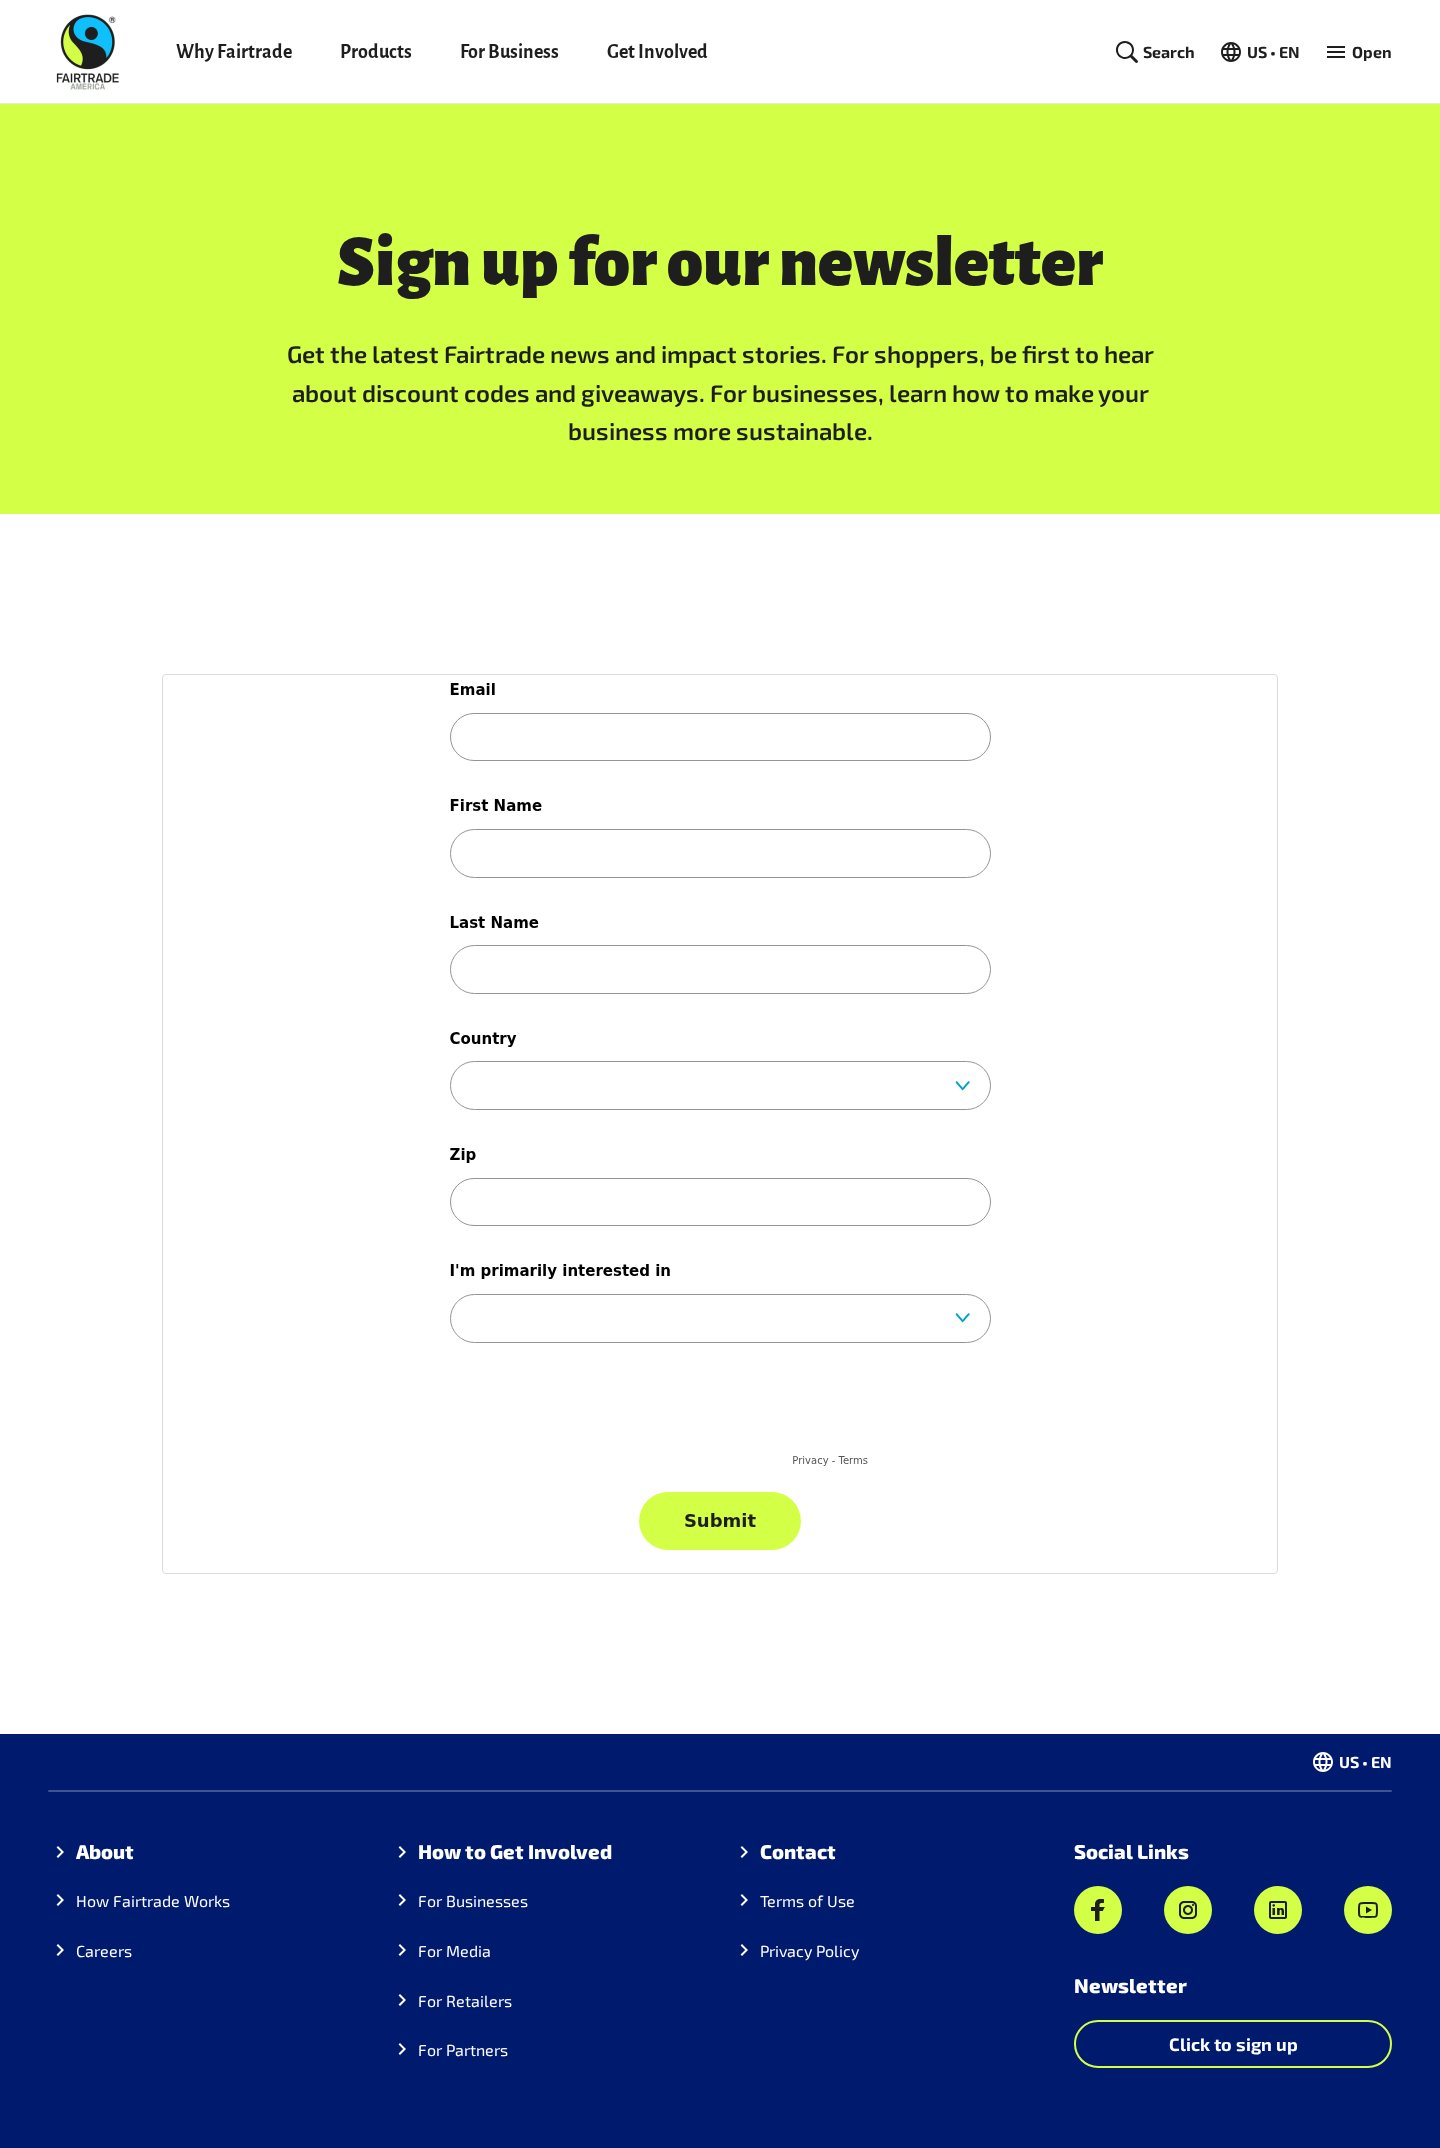 FAIRTRADE
AMERICA
®
Why Fairtrade
Products
For Business
Get Involved
Search
US • EN
Open
Sign up for our newsletter
Get the latest Fairtrade news and impact stories. For shoppers, be first to hear
about discount codes and giveaways. For businesses, learn how to make your
business more sustainable.
Email
First Name
Last Name
Country
Zip
I'm primarily interested in
Privacy - Terms
Submit
US • EN
About
How Fairtrade Works
Careers
How to Get Involved
For Businesses
For Media
For Retailers
For Partners
Contact
Terms of Use
Privacy Policy
Social Links
Newsletter
Click to sign up